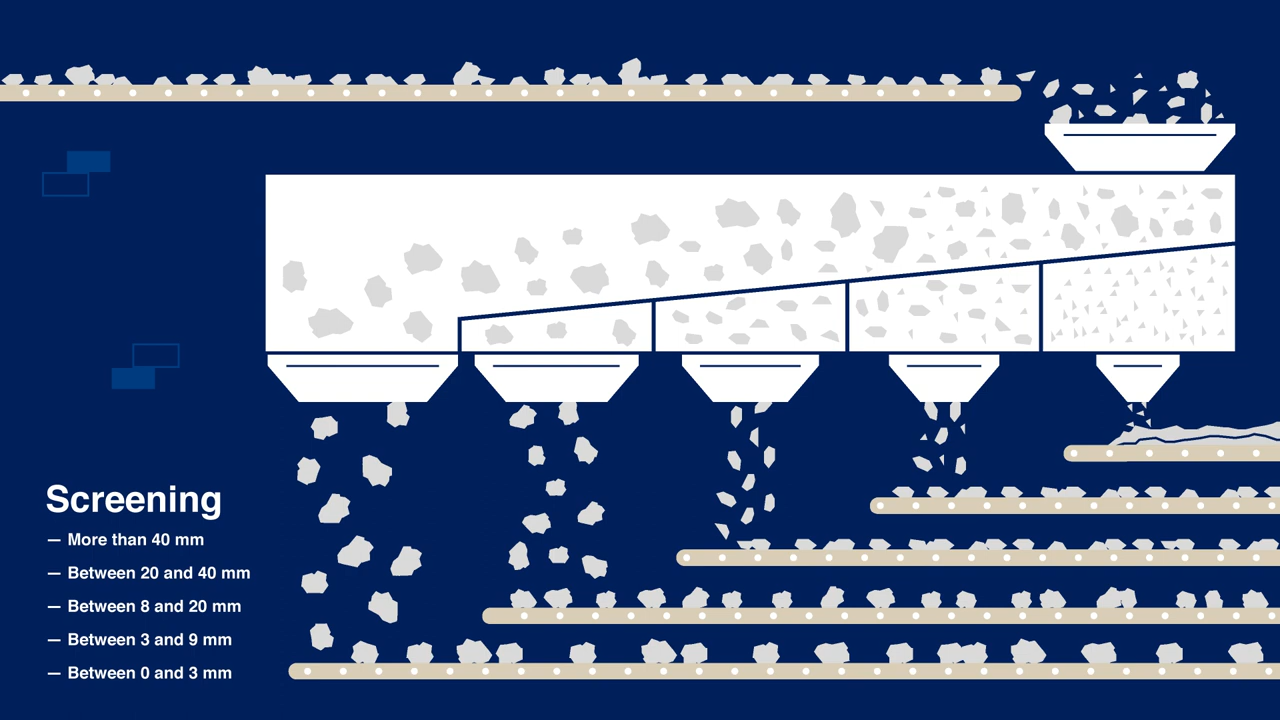 Screening
— More than 40 mm
— Between 20 and 40 mm
— Between 8 and 20 mm
— Between 3 and 9 mm
— Between 0 and 3 mm